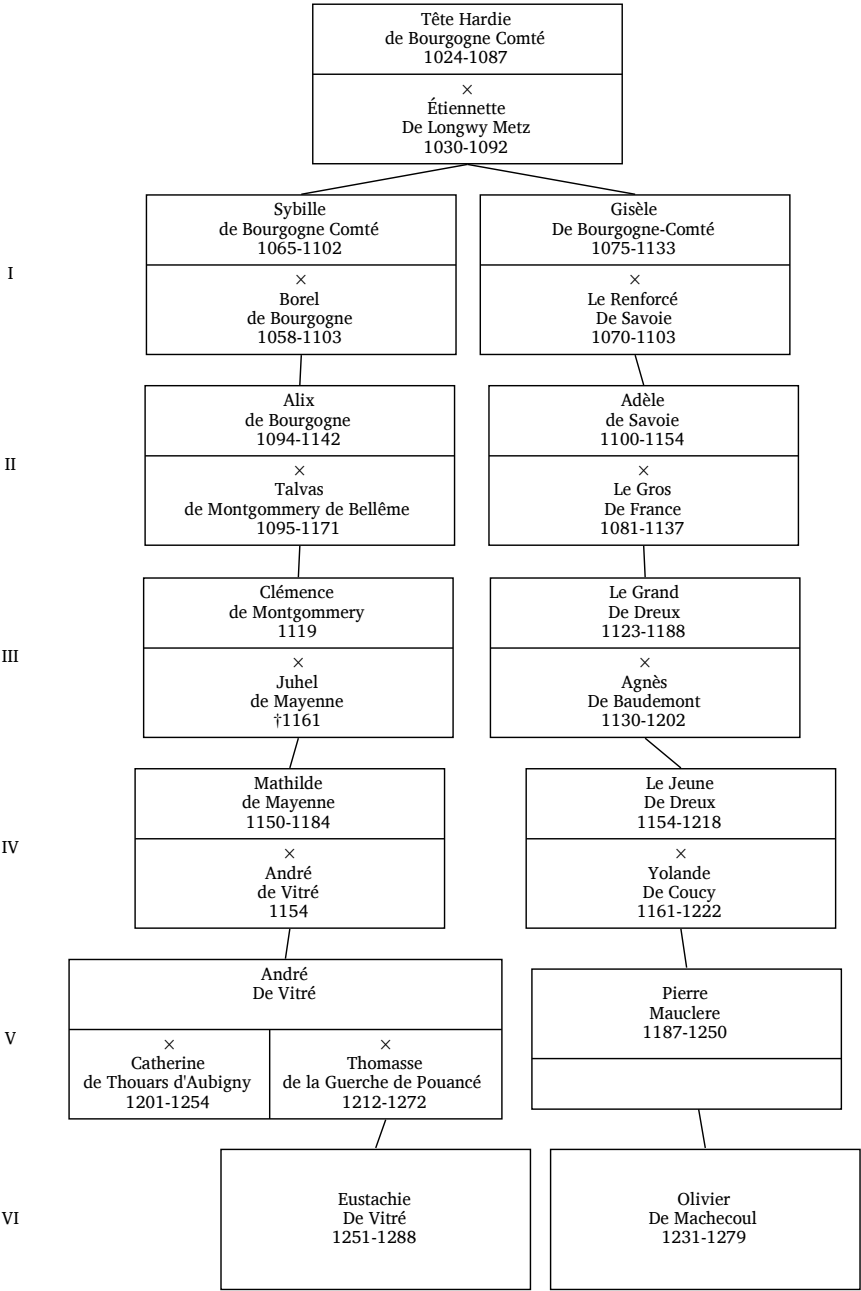 Tête Hardie
de Bourgogne Comté
1024-1087
×
Étiennette
De Longwy Metz
1030-1092
I
Sybille
de Bourgogne Comté
1065-1102
×
Borel
de Bourgogne
1058-1103
Gisèle
De Bourgogne-Comté
1075-1133
×
Le Renforcé
De Savoie
1070-1103
II
Alix
de Bourgogne
1094-1142
×
Talvas
de Montgommery de Bellême
1095-1171
Adèle
de Savoie
1100-1154
×
Le Gros
De France
1081-1137
III
Clémence
de Montgommery
1119
×
Juhel
de Mayenne
†1161
Le Grand
De Dreux
1123-1188
×
Agnès
De Baudemont
1130-1202
IV
Mathilde
de Mayenne
1150-1184
×
André
de Vitré
1154
Le Jeune
De Dreux
1154-1218
×
Yolande
De Coucy
1161-1222
V
André
De Vitré
×
Catherine
de Thouars d'Aubigny
1201-1254
×
Thomasse
de la Guerche de Pouancé
1212-1272
Pierre
Mauclere
1187-1250
VI
Eustachie
De Vitré
1251-1288
Olivier
De Machecoul
1231-1279